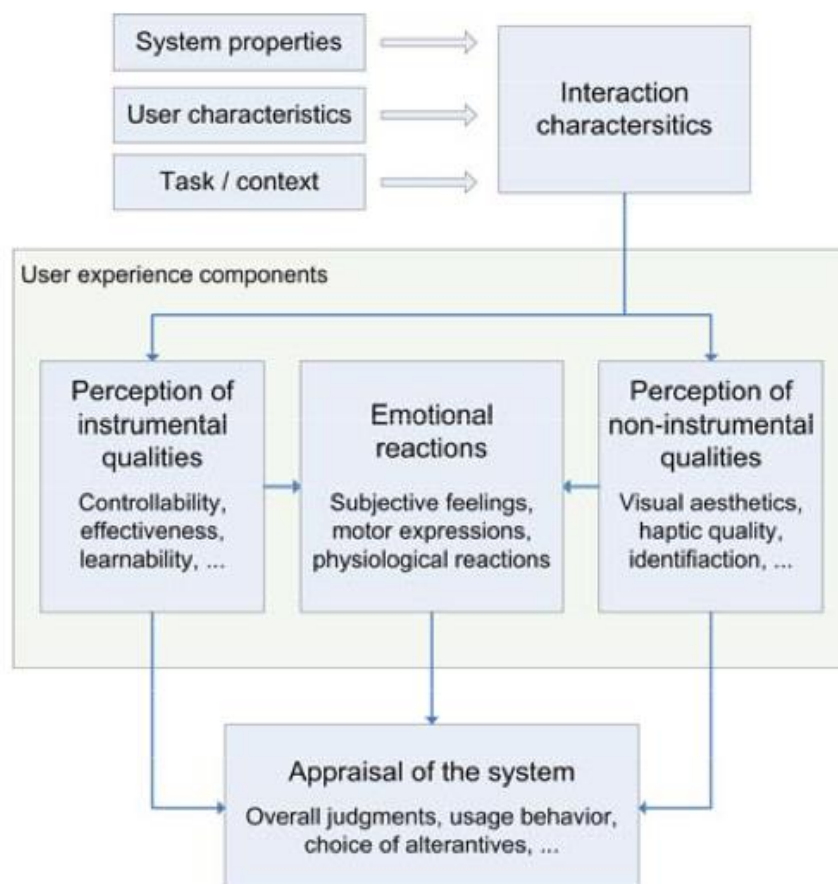 System properties
User characteristics
Task / context
Interaction
charactersitics
User experience components
Perception of
instrumental
qualities
Controllability,
effectiveness,
learnability, ...
Emotional
reactions
Subjective feelings,
motor expressions,
physiological reactions
Perception of
non-instrumental
qualities
Visual aesthetics,
haptic quality,
identifiaction, ...
Appraisal of the system
Overall judgments, usage behavior,
choice of alterantives, ...